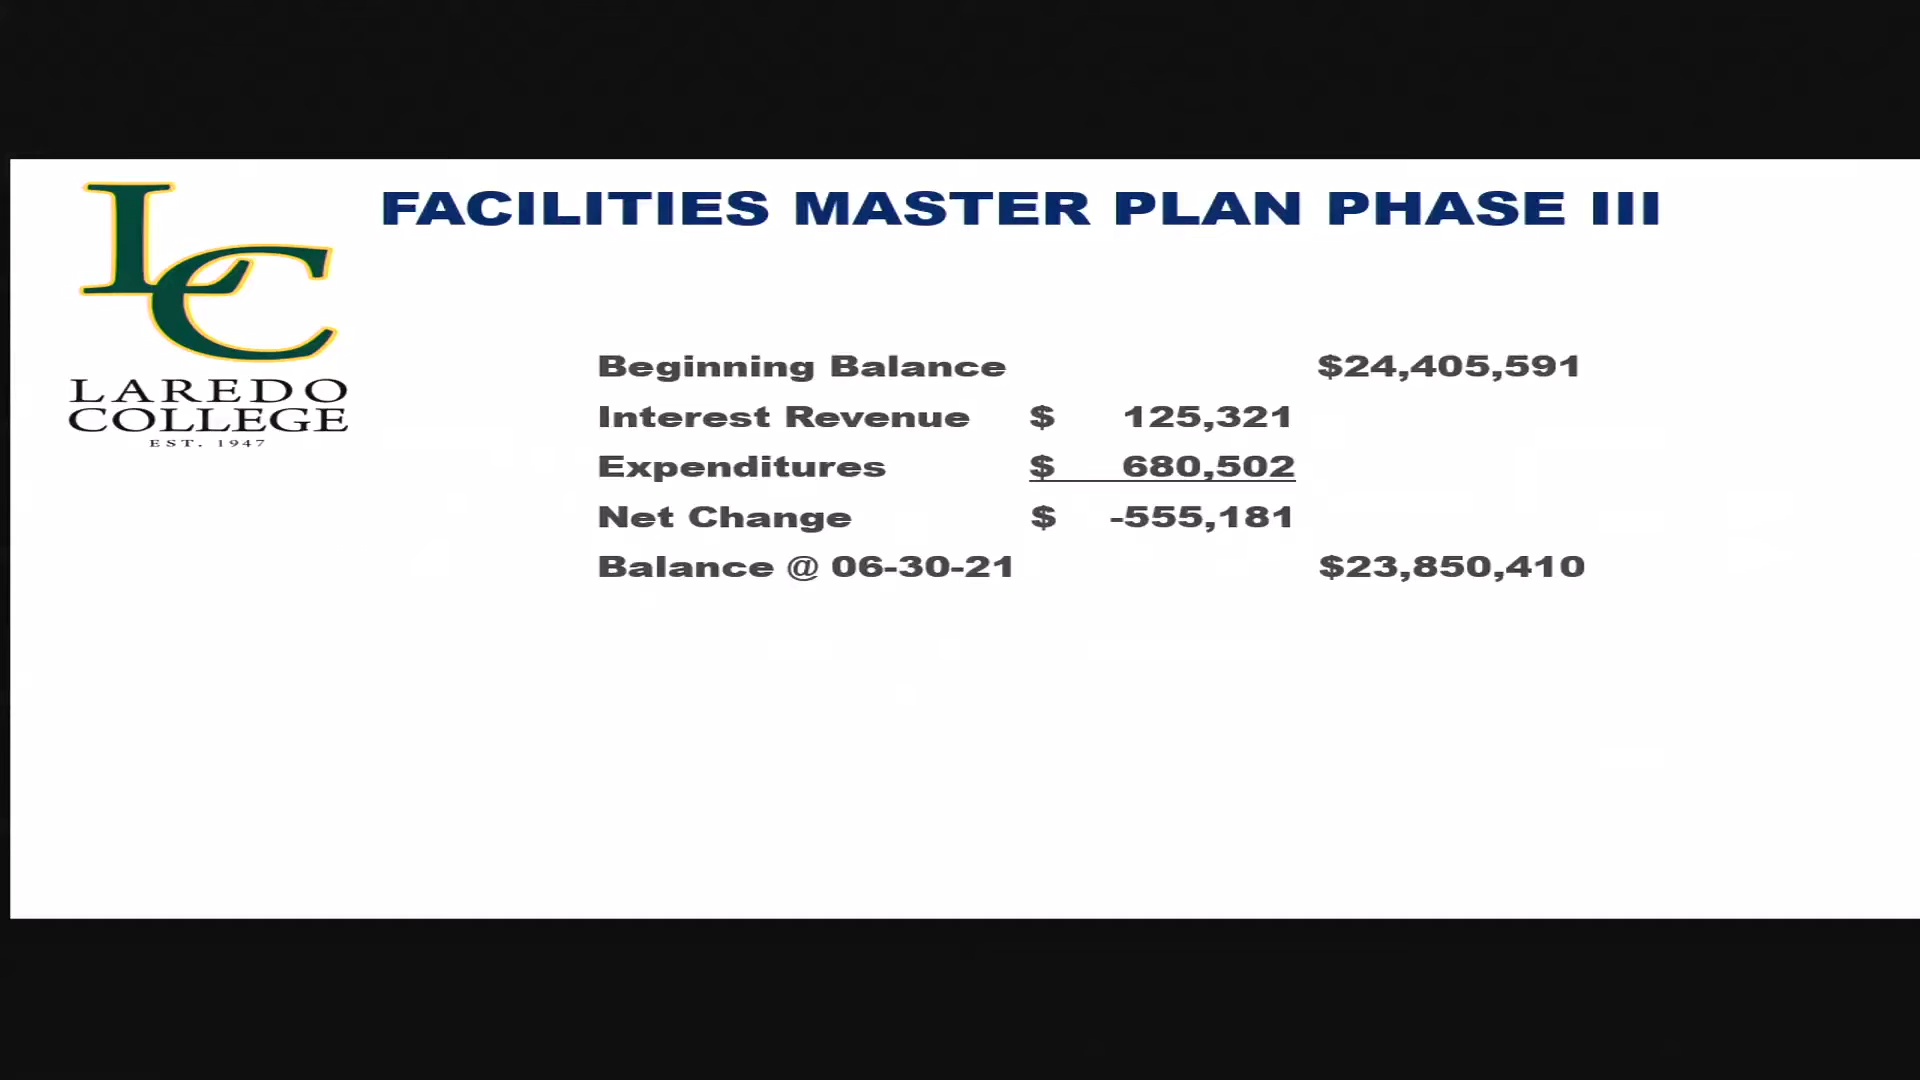 LC
FACILITIES MASTER PLAN PHASE III
LAREDO
COLLEGE
EST. 1947
Beginning Balance $24,405,591
Interest Revenue $ 125,321
Expenditures $ 680,502
Net Change $ -555,181
Balance @ 06-30-21 $23,850,410